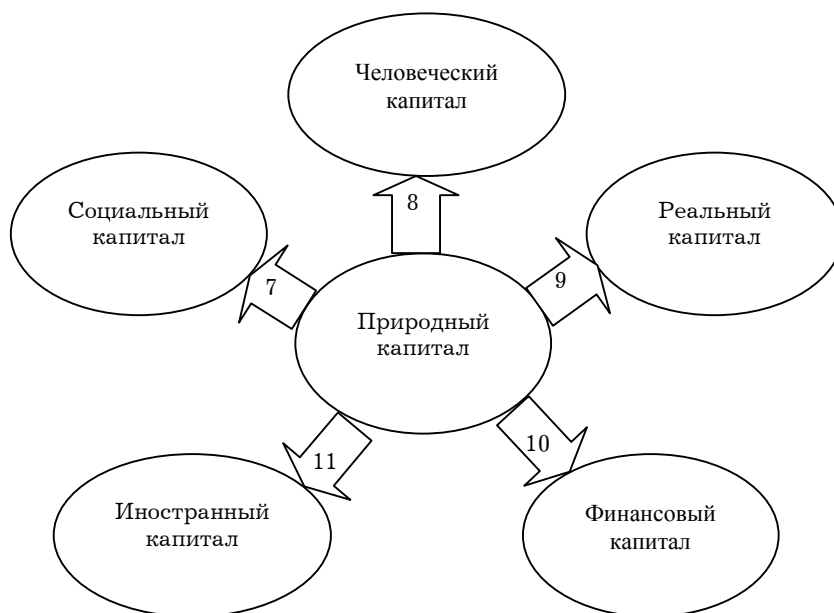 Человеческий
капитал
Социальный
капитал
8
Реальный
капитал
7
9
Природный
капитал
11
10
Иностранный
капитал
Финансовый
капитал